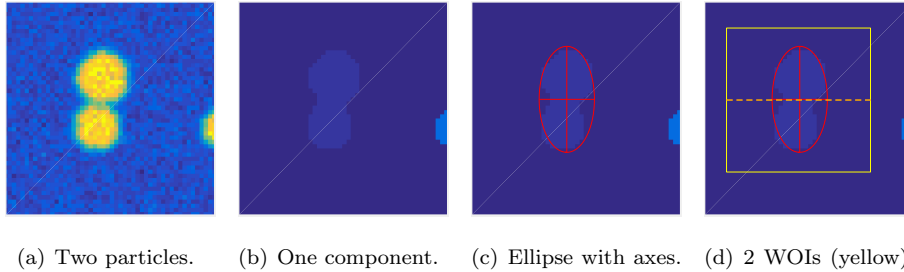 (a) Two particles.
(b) One component.
(c) Ellipse with axes.
(d) 2 WOIs (yellow)